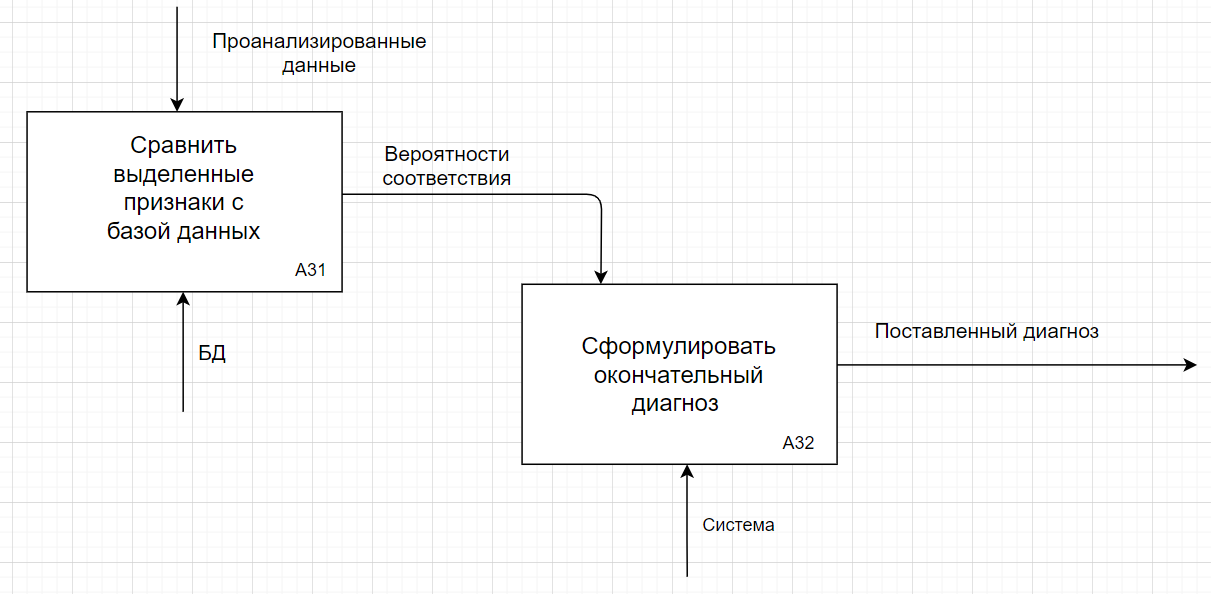 Проанализированные
данные
Сравнить
выделенные
признаки с
базой данных
А31
Вероятности
соответствия
БД
Сформулировать
окончательный
диагноз
А32
Поставленный диагноз
Система